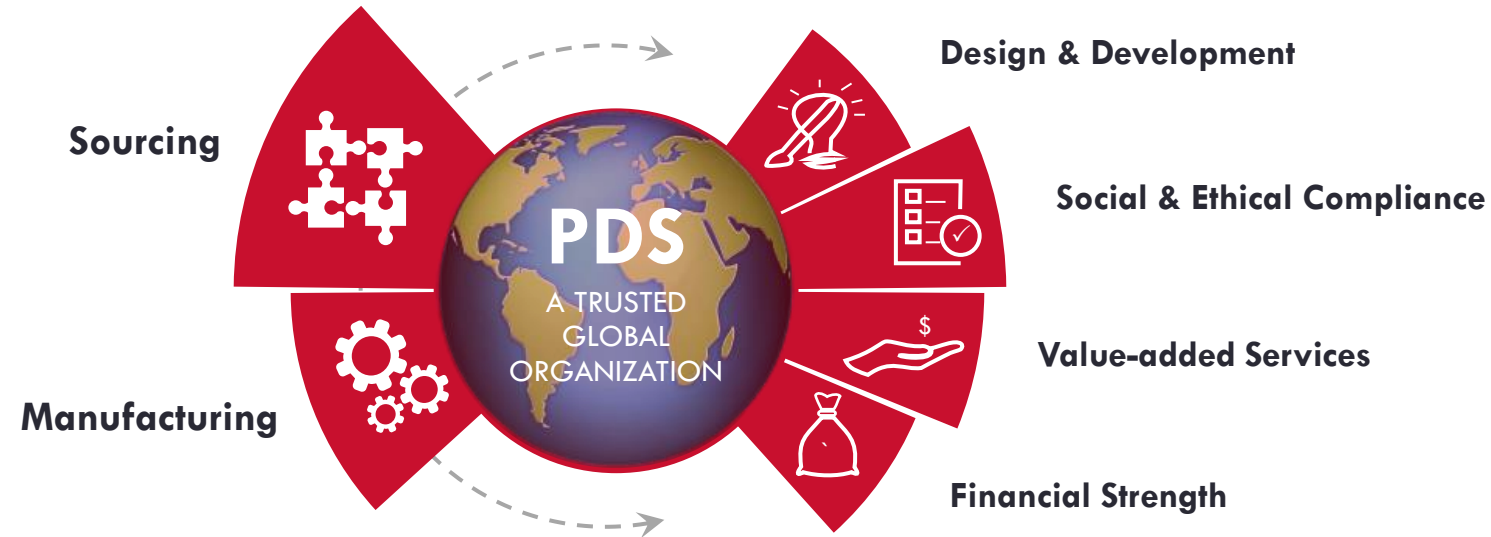 Design & Development
Sourcing
Social & Ethical Compliance
PDS
A TRUSTED
GLOBAL
ORGANIZATION
$
Value-added Services
Manufacturing
Financial Strength